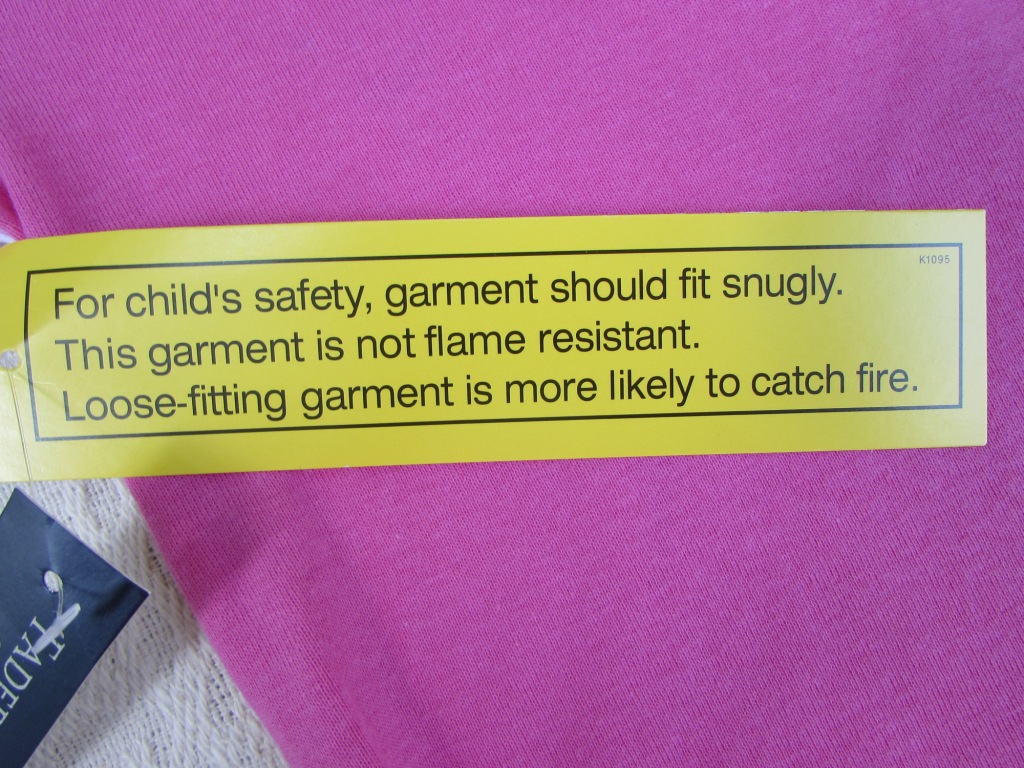 K1095
For child's safety, garment should fit snugly.
This garment is not flame resistant.
Loose-fitting garment is more likely to catch fire.